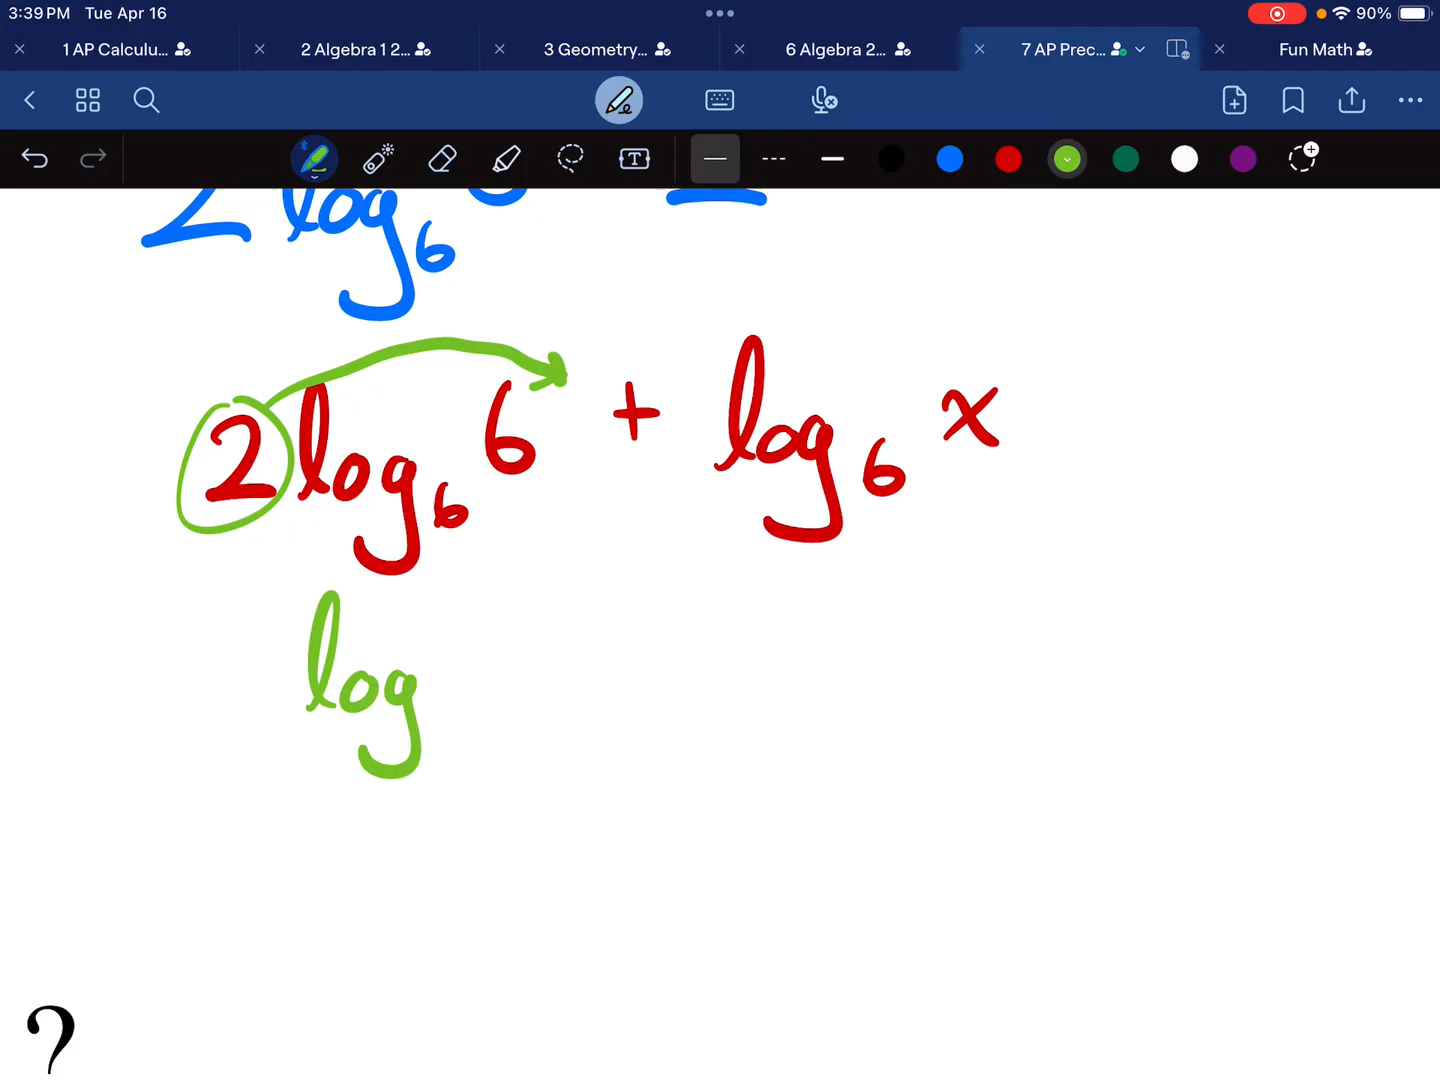 3:39 PM Tue Apr 16 90%
1 AP Calculu... 2 Algebra 1 2... 3 Geometry... 6 Algebra 2... 7 AP Prec... Fun Math
T
2 log₆
2 log₆ 6 + log₆ x
log
?